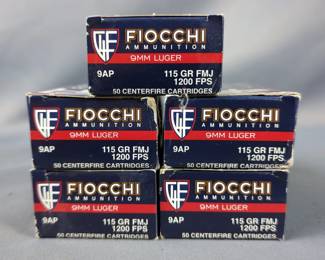 GFL FIOCCHI
AMMUNITION
9MM LUGER
9AP 115 GR FMJ
1200 FPS
50 CENTERFIRE CARTRIDGES
FIOCCHI
AMMUNITION
9MM LUGER
9AP 115 GR FMJ
1200 FPS
50 CENTERFIRE CARTRIDGES
FIOCCHI
AMMUNITION
9MM LUGER
9AP 115 GR FMJ
1200 FPS
50 CENTERFIRE CARTRIDGES
FIOCCHI
AMMUNITION
9MM LUGER
9AP 115 GR FMJ
1200 FPS
50 CENTERFIRE CARTRIDGES
FIOCCHI
AMMUNITION
9MM LUGER
9AP 115 GR FMJ
1200 FPS
50 CENTERFIRE CARTRIDGES